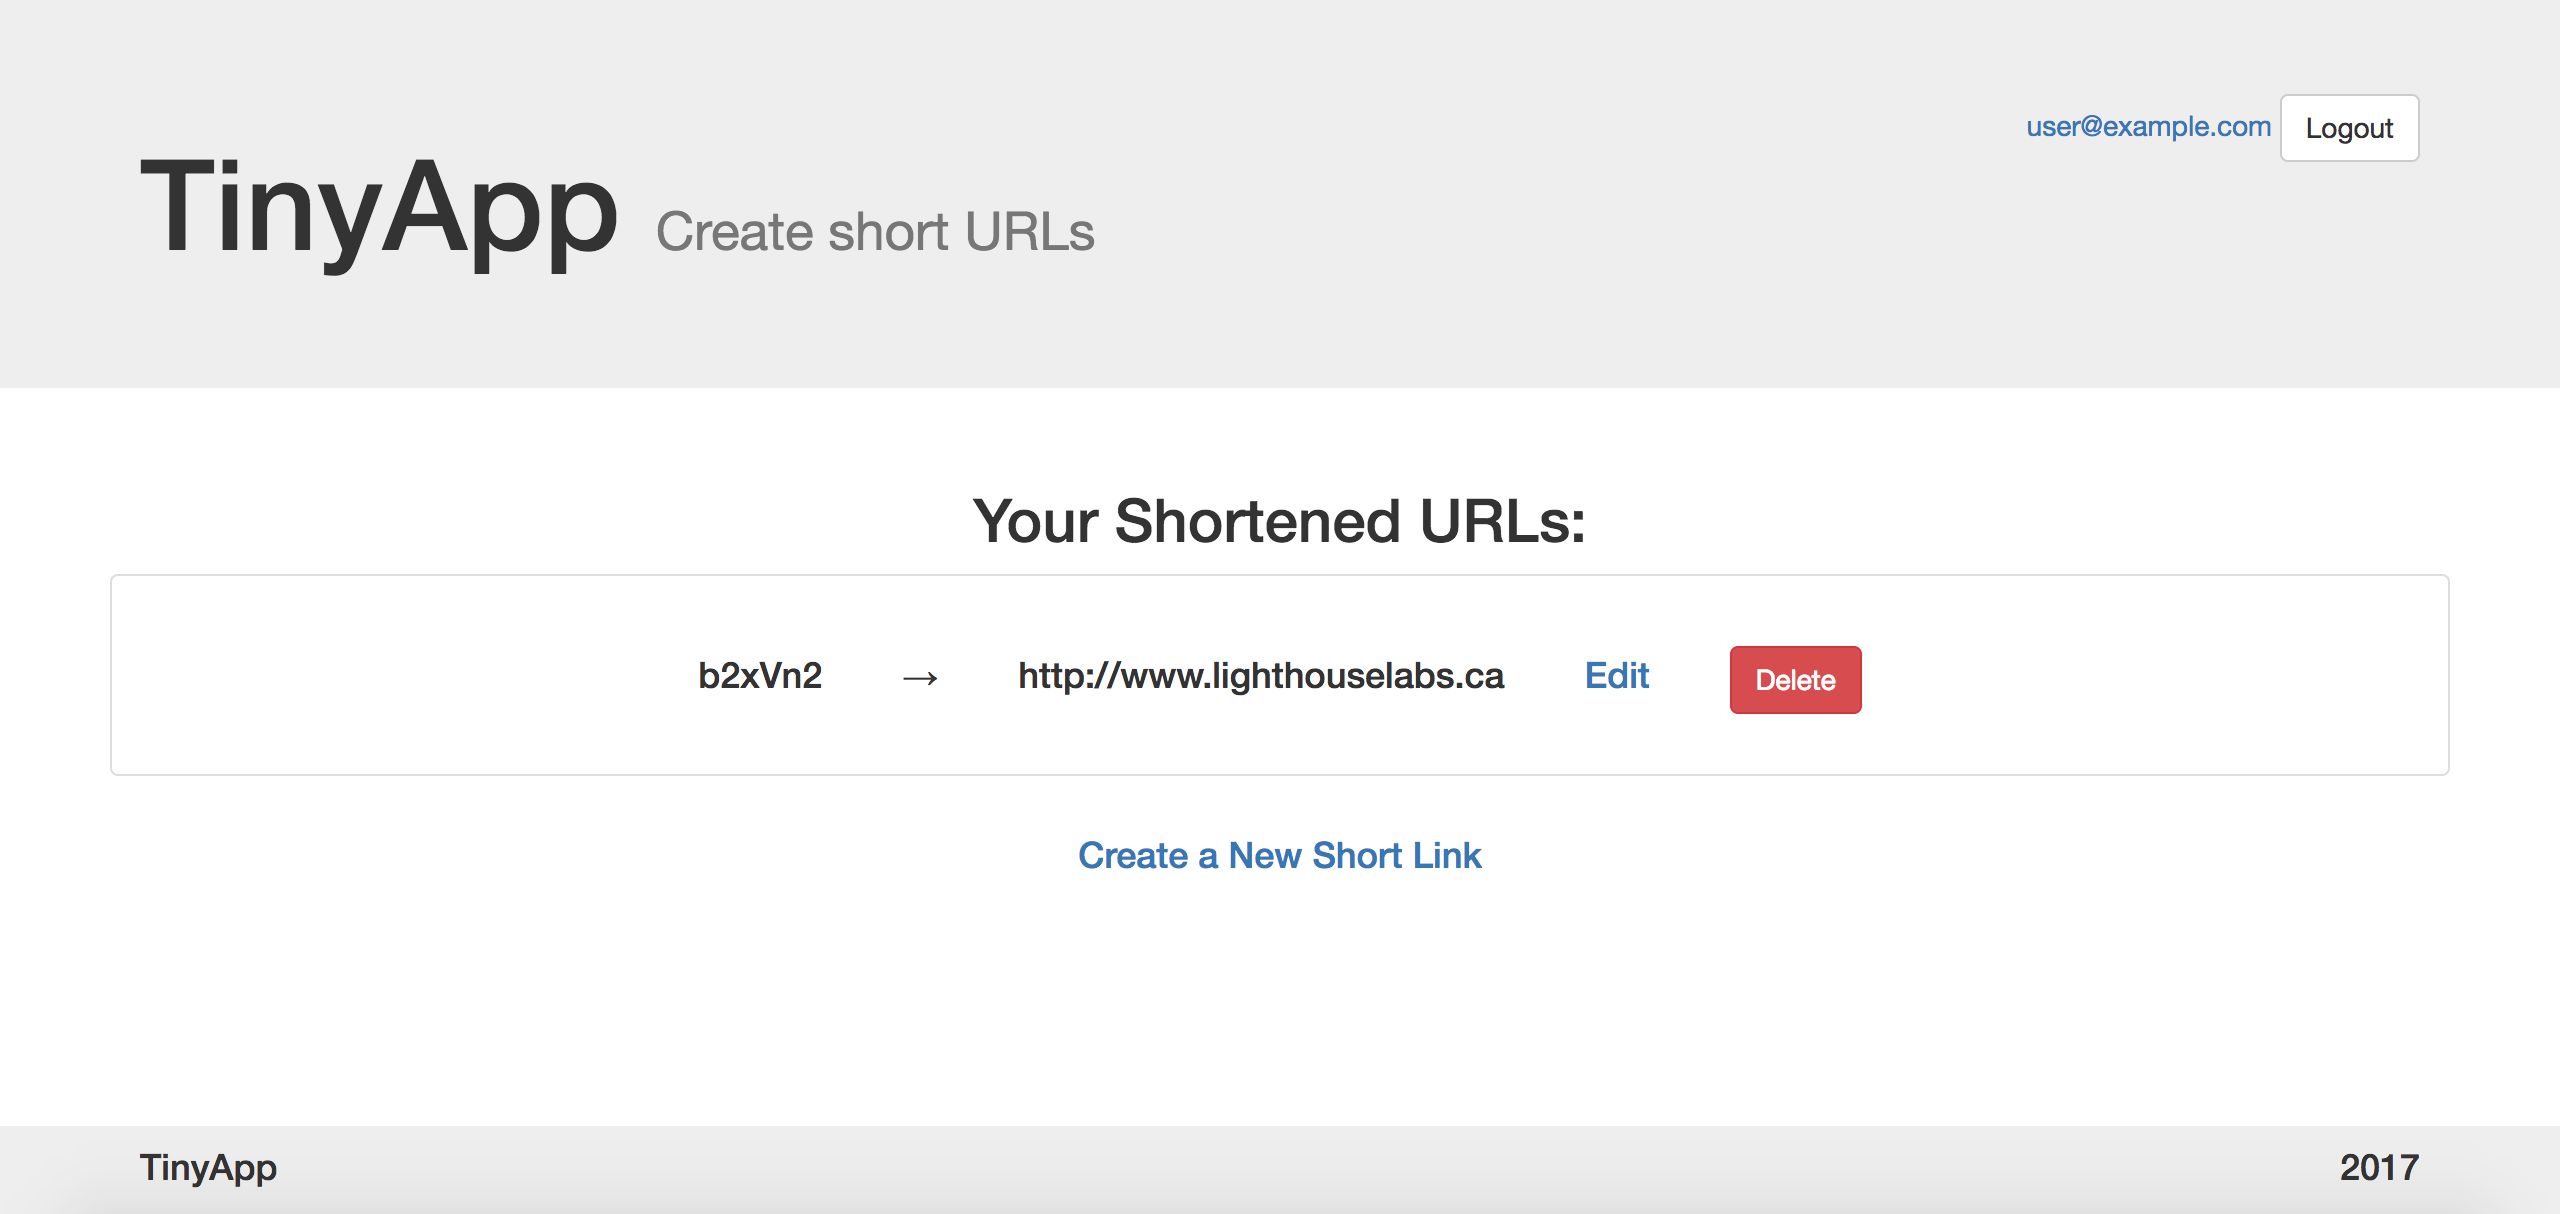 user@example.com Logout
TinyApp Create short URLs
Your Shortened URLs:
b2xVn2 → http://www.lighthouselabs.ca Edit Delete
Create a New Short Link
TinyApp 2017